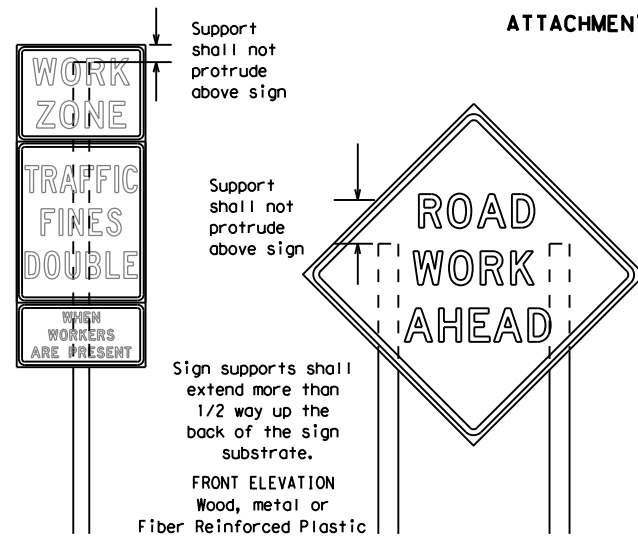 ATTACHMENT
Support
shall not
protrude
above sign
WORK
ZONE
TRAFFIC
FINES
DOUBLE
WHEN
WORKERS
ARE PRESENT
Support
shall not
protrude
above sign
ROAD
WORK
AHEAD
Sign supports shall
extend more than
1/2 way up the
back of the sign
substrate.
FRONT ELEVATION
Wood, metal or
Fiber Reinforced Plastic